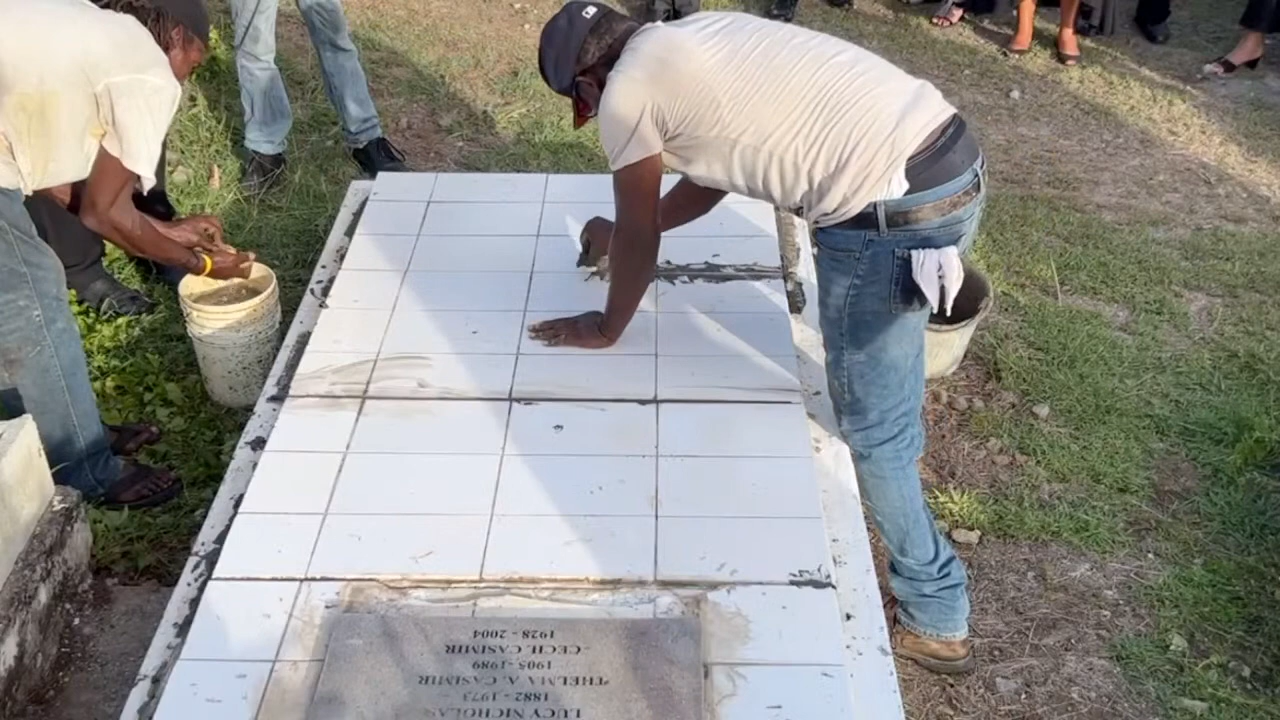 LUCY NICHOLAS
1882 - 1973
THELMA A. CASIMIR
1905 - 1989
CECIL CASIMIR
1928 - 2004